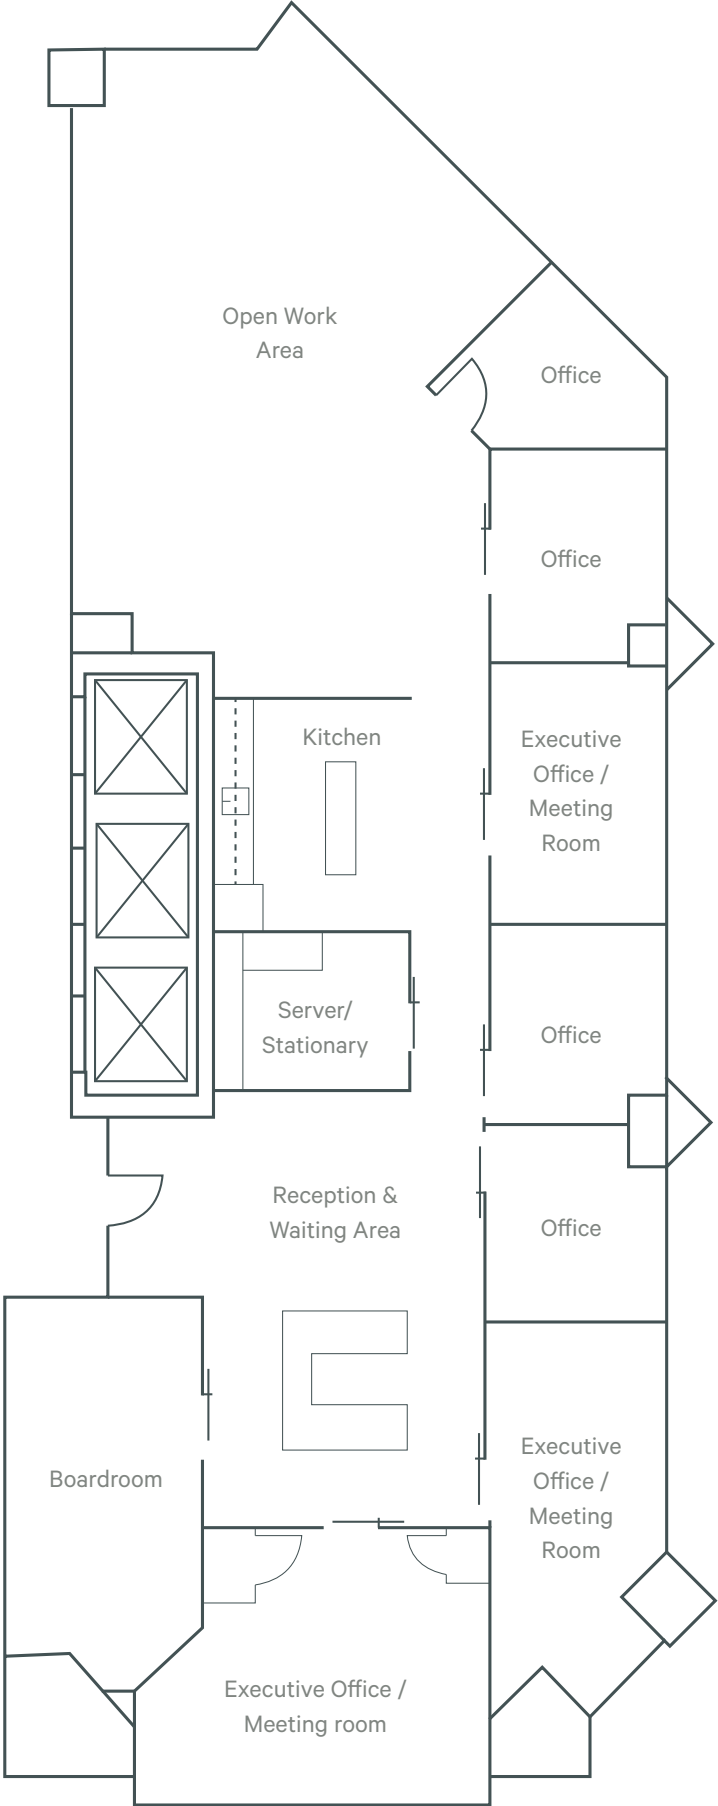 Open Work
Area
Office
Office
Kitchen
Executive
Office /
Meeting
Room
Server/
Stationary
Office
Reception &
Waiting Area
Office
Boardroom
Executive
Office /
Meeting
Room
Executive Office /
Meeting room